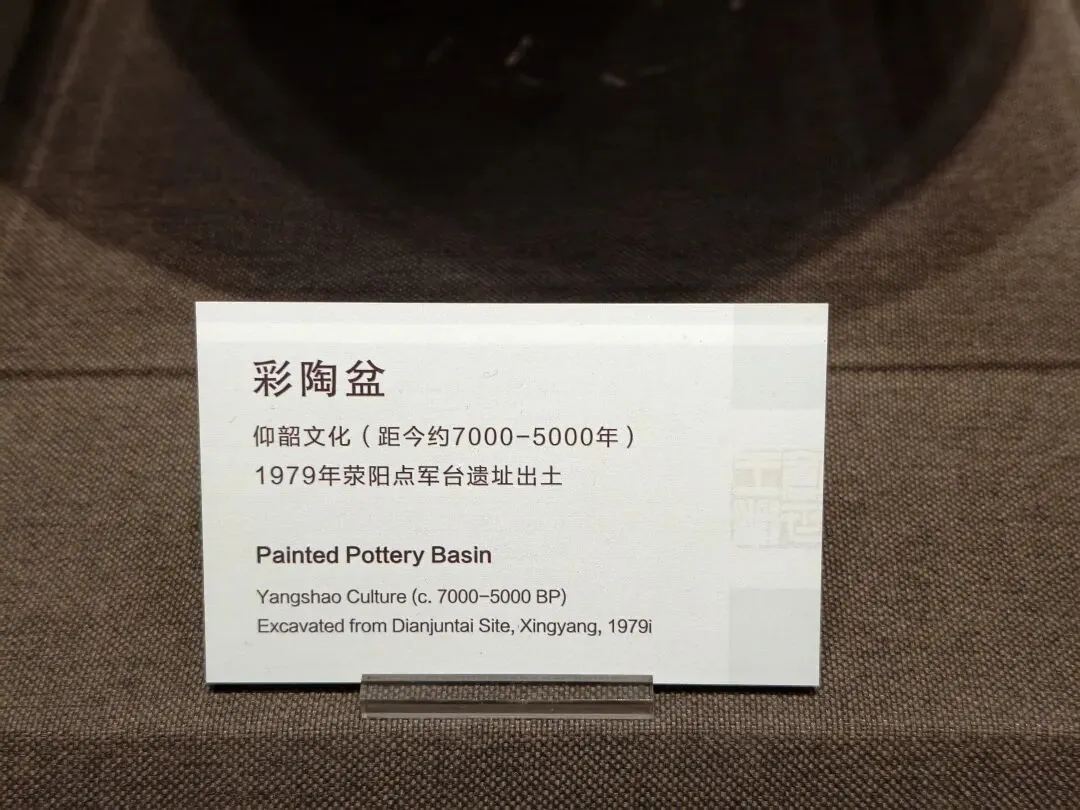 彩陶盆
仰韶文化（距今约7000-5000年）
1979年荥阳点军台遗址出土
Painted Pottery Basin
Yangshao Culture (c. 7000-5000 BP)
Excavated from Dianjuntai Site, Xingyang, 1979i